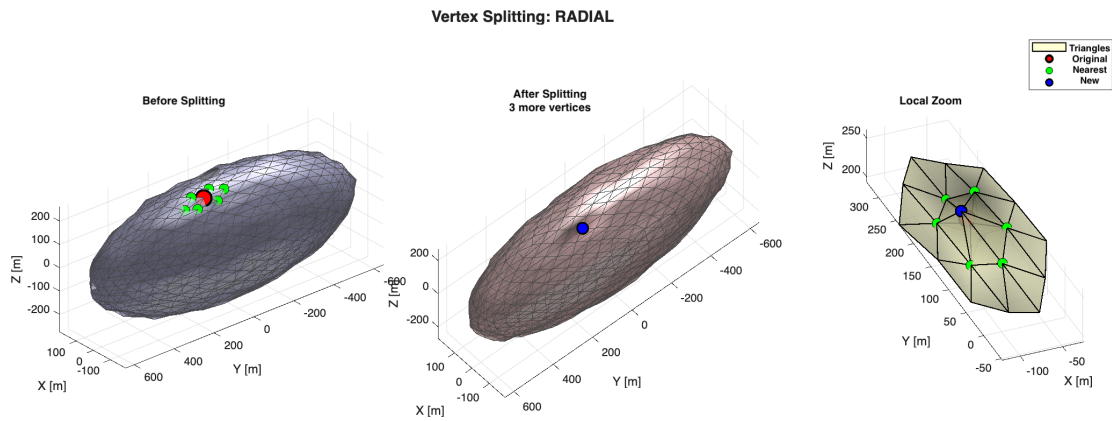 Vertex Splitting: RADIAL
Triangles
Original
Nearest
New
Before Splitting
After Splitting
3 more vertices
Local Zoom
Z [m]
200
100
0
-100
-200
X [m]
100
0
-100
Y [m]
600
400
200
0
-200
-400
-600
Z [m]
200
0
-200
X [m]
100
0
-100
Y [m]
600
400
200
0
-200
-400
-600
Z [m]
250
200
Y [m]
300
250
200
150
100
50
0
-50
X [m]
-100
-50